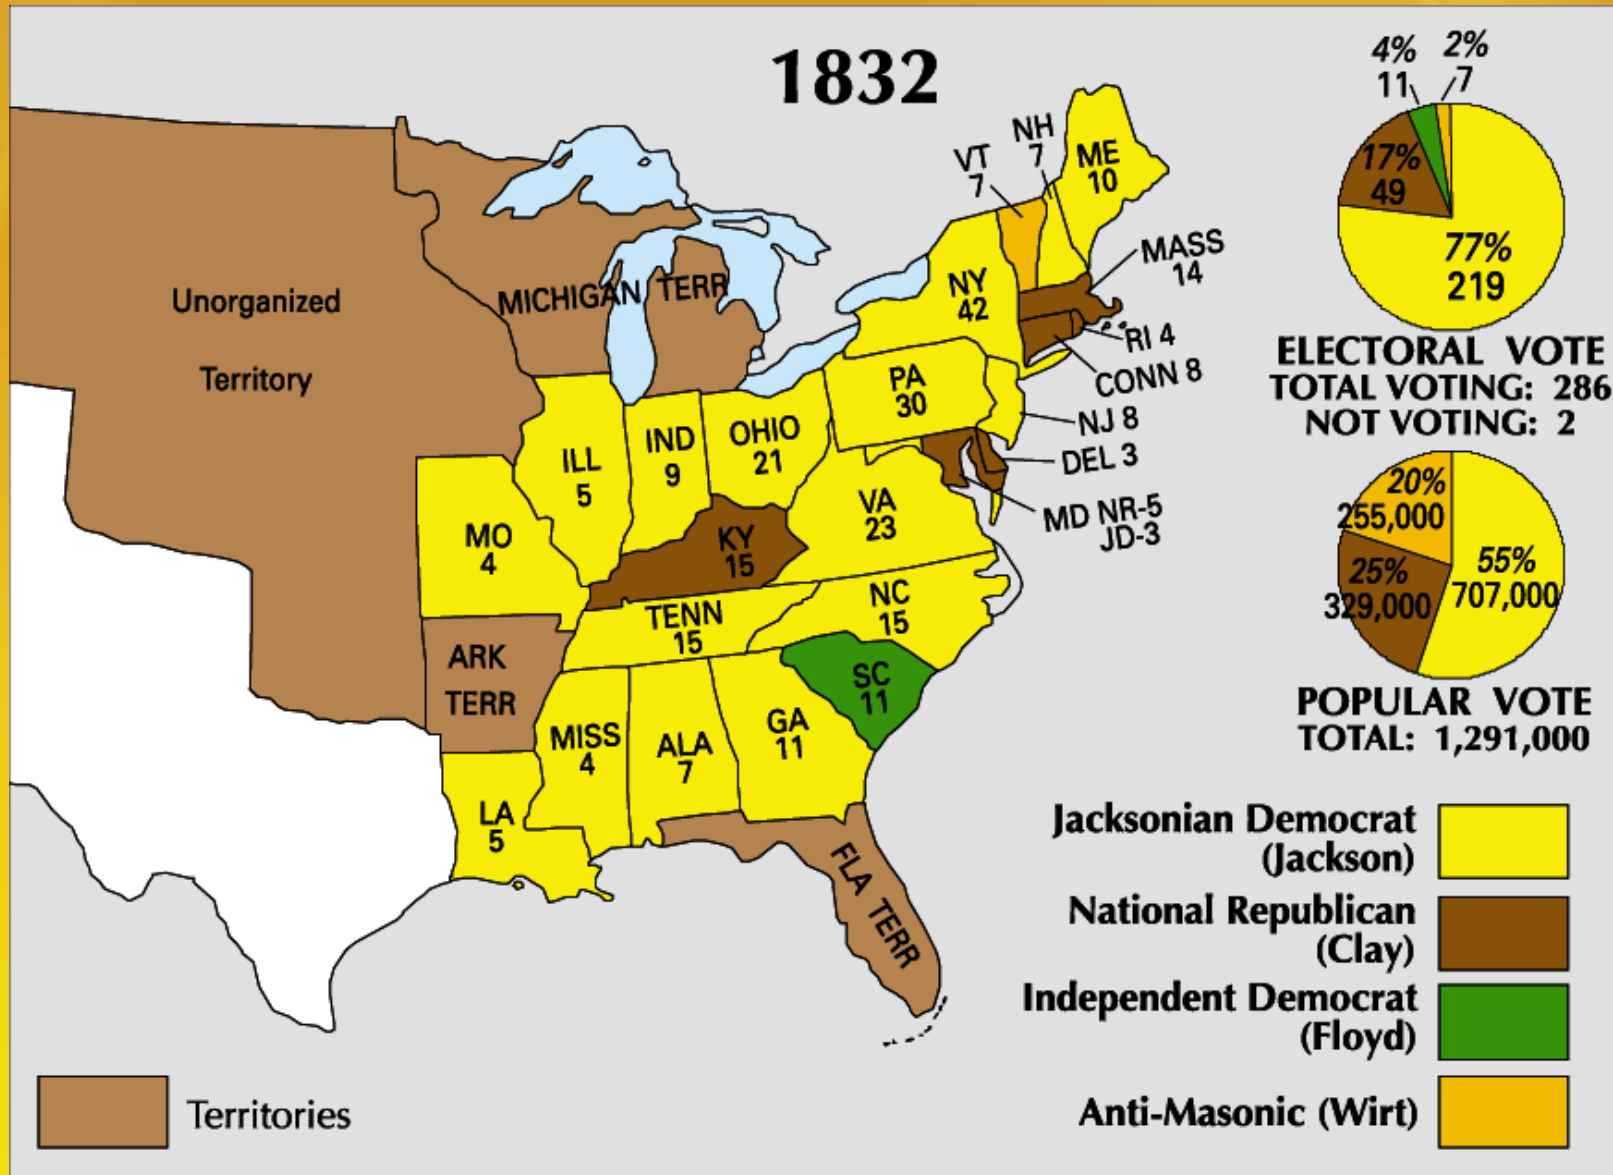 1832
4%
11
2%
7
17%
49
77%
219
ELECTORAL VOTE
TOTAL VOTING: 286
NOT VOTING: 2
20%
255,000
25%
329,000
55%
707,000
POPULAR VOTE
TOTAL: 1,291,000
Unorganized
Territory
MICHIGAN TERR
VT
7
NH
7
ME
10
MASS
14
NY
42
RI 4
CONN 8
PA
30
NJ 8
DEL 3
MD NR-5
JD-3
ILL
5
IND
9
OHIO
21
VA
23
MO
4
KY
15
NC
15
TENN
15
ARK
TERR
SC
11
MISS
4
ALA
7
GA
11
LA
5
FLA TERR
Jacksonian Democrat
(Jackson)
National Republican
(Clay)
Independent Democrat
(Floyd)
Anti-Masonic (Wirt)
Territories